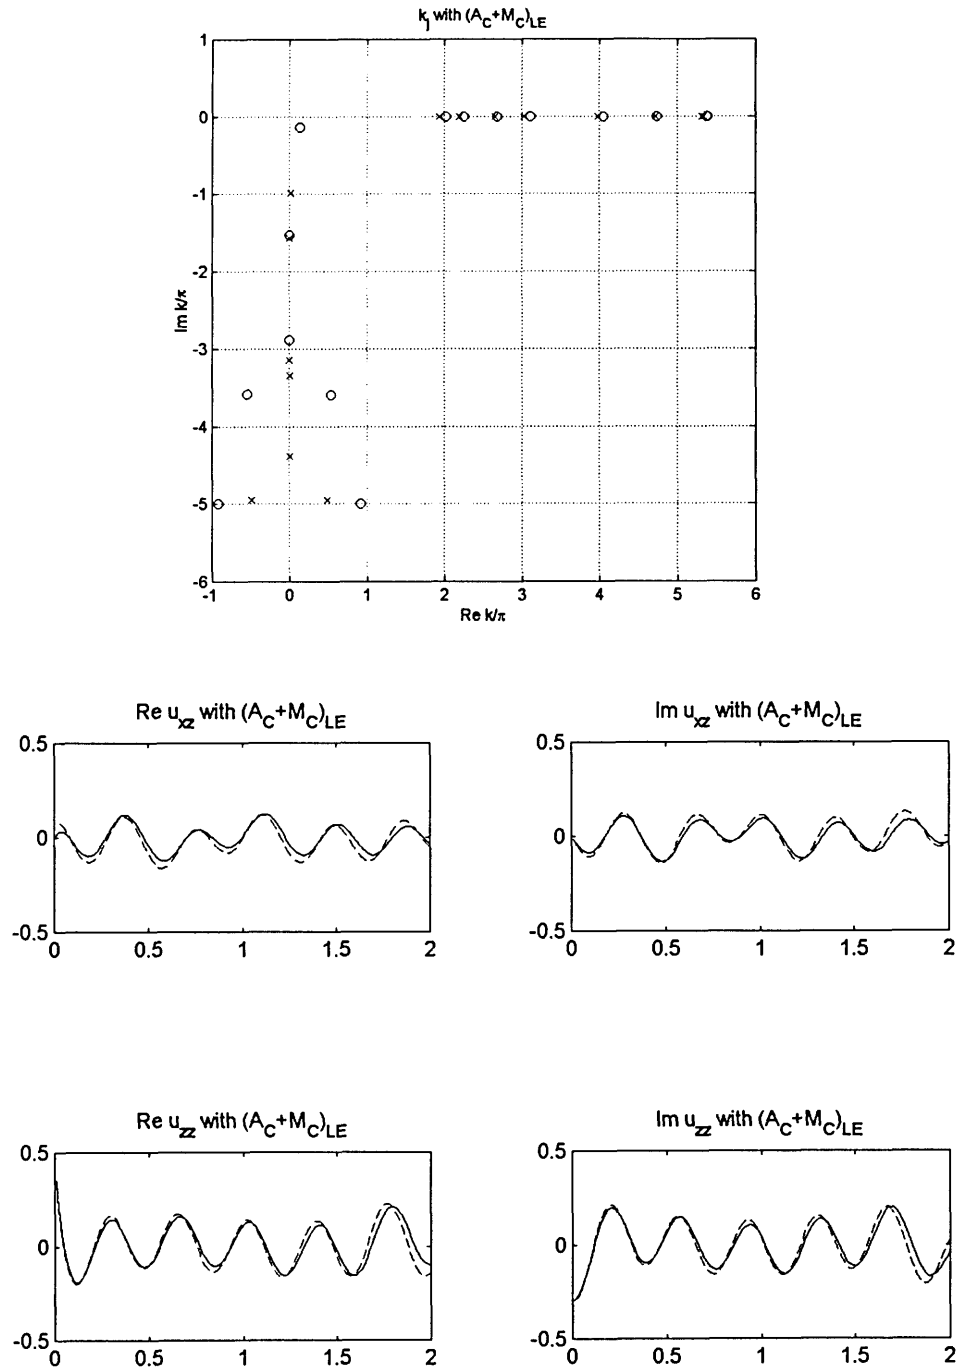 k_j with (A_C+M_C)_LE
1
0
-1
-2
-3
-4
-5
-6
Im k/π
-1 0 1 2 3 4 5 6
Re k/π
Re u_xz with (A_C+M_C)_LE
0.5
0
-0.5
0 0.5 1 1.5 2
Im u_xz with (A_C+M_C)_LE
0.5
0
-0.5
0 0.5 1 1.5 2
Re u_zz with (A_C+M_C)_LE
0.5
0
-0.5
0 0.5 1 1.5 2
Im u_zz with (A_C+M_C)_LE
0.5
0
-0.5
0 0.5 1 1.5 2